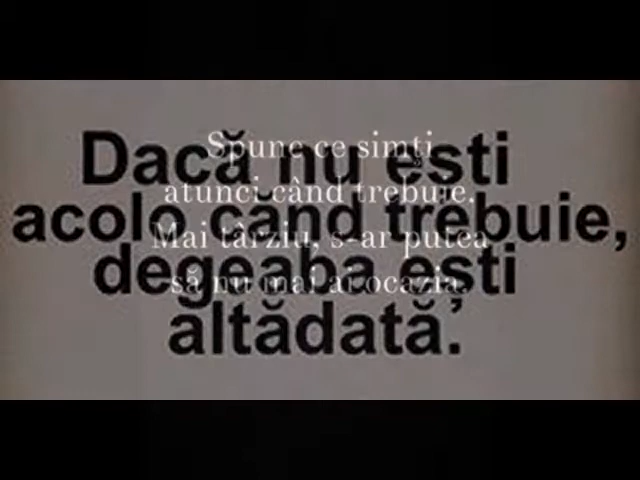 Dacă nu ești
acolo când trebuie,
degeaba ești
altădată.
Spune ce simți
atunci când trebuie.
Mai târziu, s-ar putea
să nu mai ai ocazia.